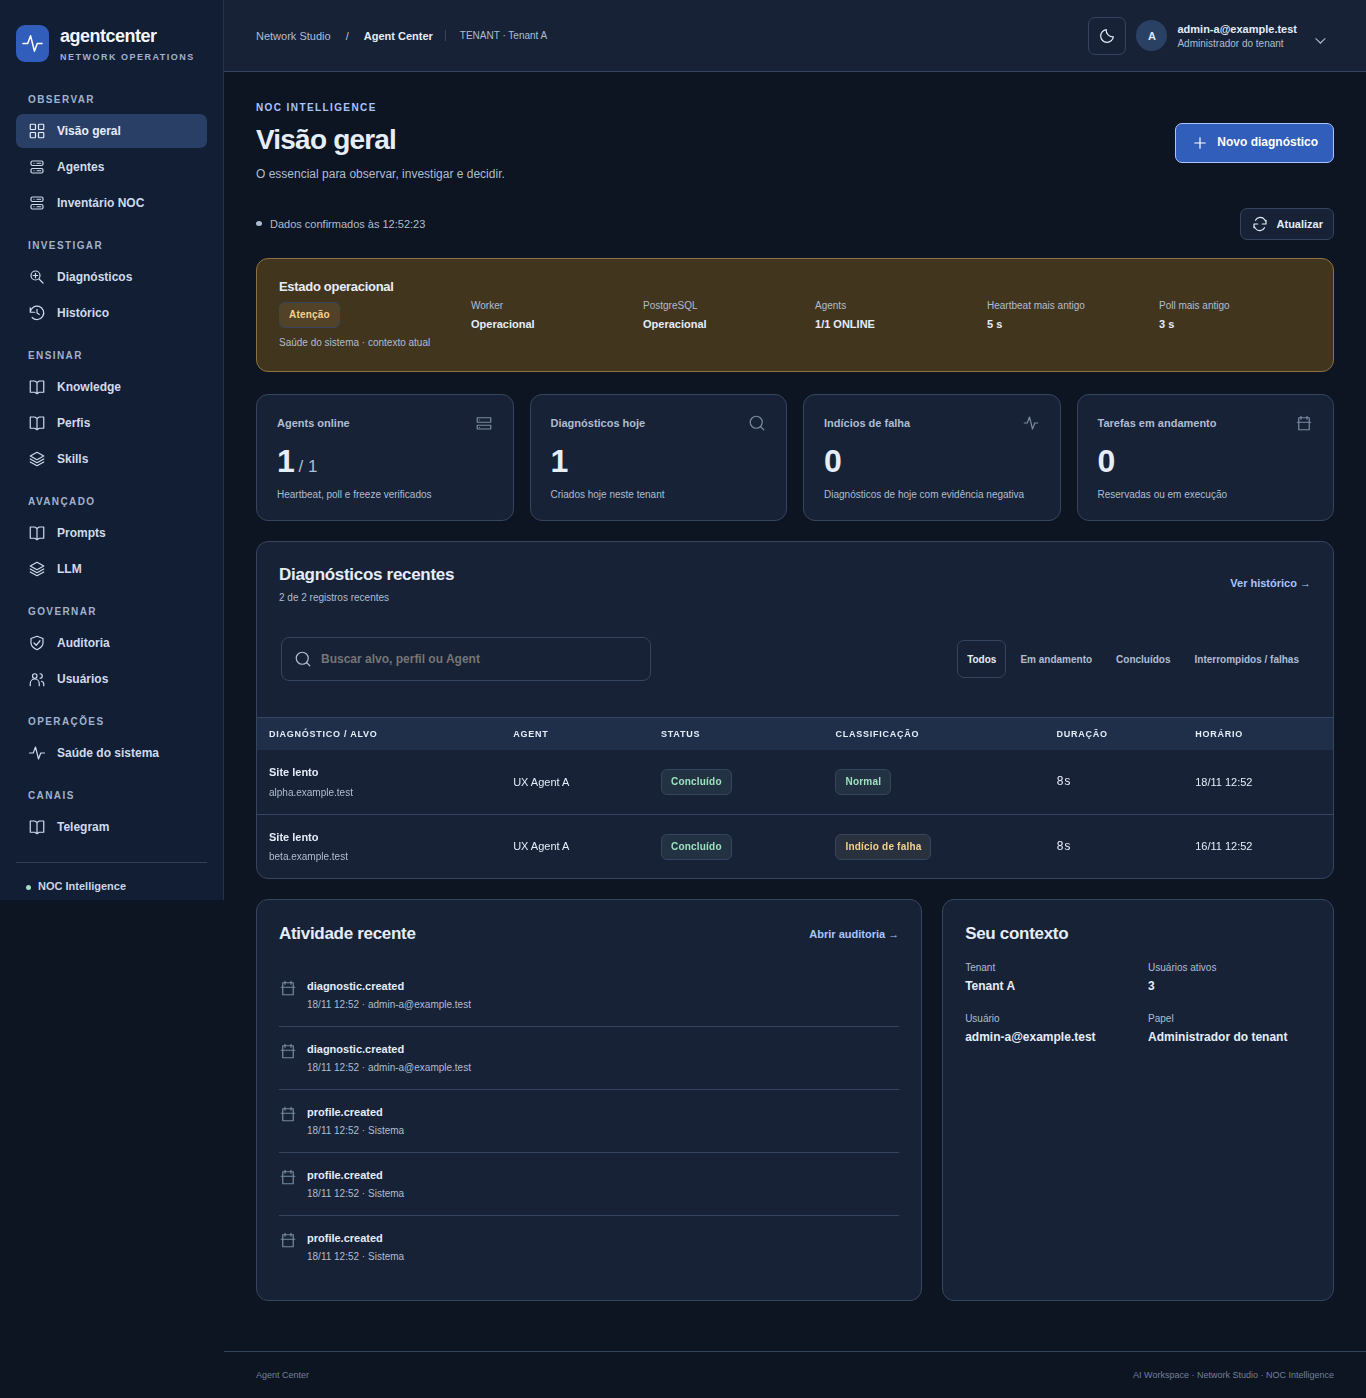 agentcenter
NETWORK OPERATIONS
OBSERVAR
Visão geral
Agentes
Inventário NOC
INVESTIGAR
Diagnósticos
Histórico
ENSINAR
Knowledge
Perfis
Skills
AVANÇADO
Prompts
LLM
GOVERNAR
Auditoria
Usuários
OPERAÇÕES
Saúde do sistema
CANAIS
Telegram
NOC Intelligence
Network Studio / Agent Center TENANT · Tenant A
A
admin-a@example.test
Administrador do tenant
NOC INTELLIGENCE
Visão geral
O essencial para observar, investigar e decidir.
Novo diagnóstico
Dados confirmados às 12:52:23
Atualizar
Estado operacional
Atenção
Saúde do sistema · contexto atual
Worker
Operacional
PostgreSQL
Operacional
Agents
1/1 ONLINE
Heartbeat mais antigo
5 s
Poll mais antigo
3 s
Agents online
1 / 1
Heartbeat, poll e freeze verificados
Diagnósticos hoje
1
Criados hoje neste tenant
Indícios de falha
0
Diagnósticos de hoje com evidência negativa
Tarefas em andamento
0
Reservadas ou em execução
Diagnósticos recentes
2 de 2 registros recentes
Ver histórico →
Buscar alvo, perfil ou Agent
Todos Em andamento Concluídos Interrompidos / falhas
DIAGNÓSTICO / ALVO AGENT STATUS CLASSIFICAÇÃO DURAÇÃO HORÁRIO
Site lento
alpha.example.test
UX Agent A Concluído Normal 8s 18/11 12:52
Site lento
beta.example.test
UX Agent A Concluído Indício de falha 8s 16/11 12:52
Atividade recente
Abrir auditoria →
diagnostic.created
18/11 12:52 · admin-a@example.test
diagnostic.created
18/11 12:52 · admin-a@example.test
profile.created
18/11 12:52 · Sistema
profile.created
18/11 12:52 · Sistema
profile.created
18/11 12:52 · Sistema
Seu contexto
Tenant
Tenant A
Usuários ativos
3
Usuário
admin-a@example.test
Papel
Administrador do tenant
Agent Center
AI Workspace · Network Studio · NOC Intelligence